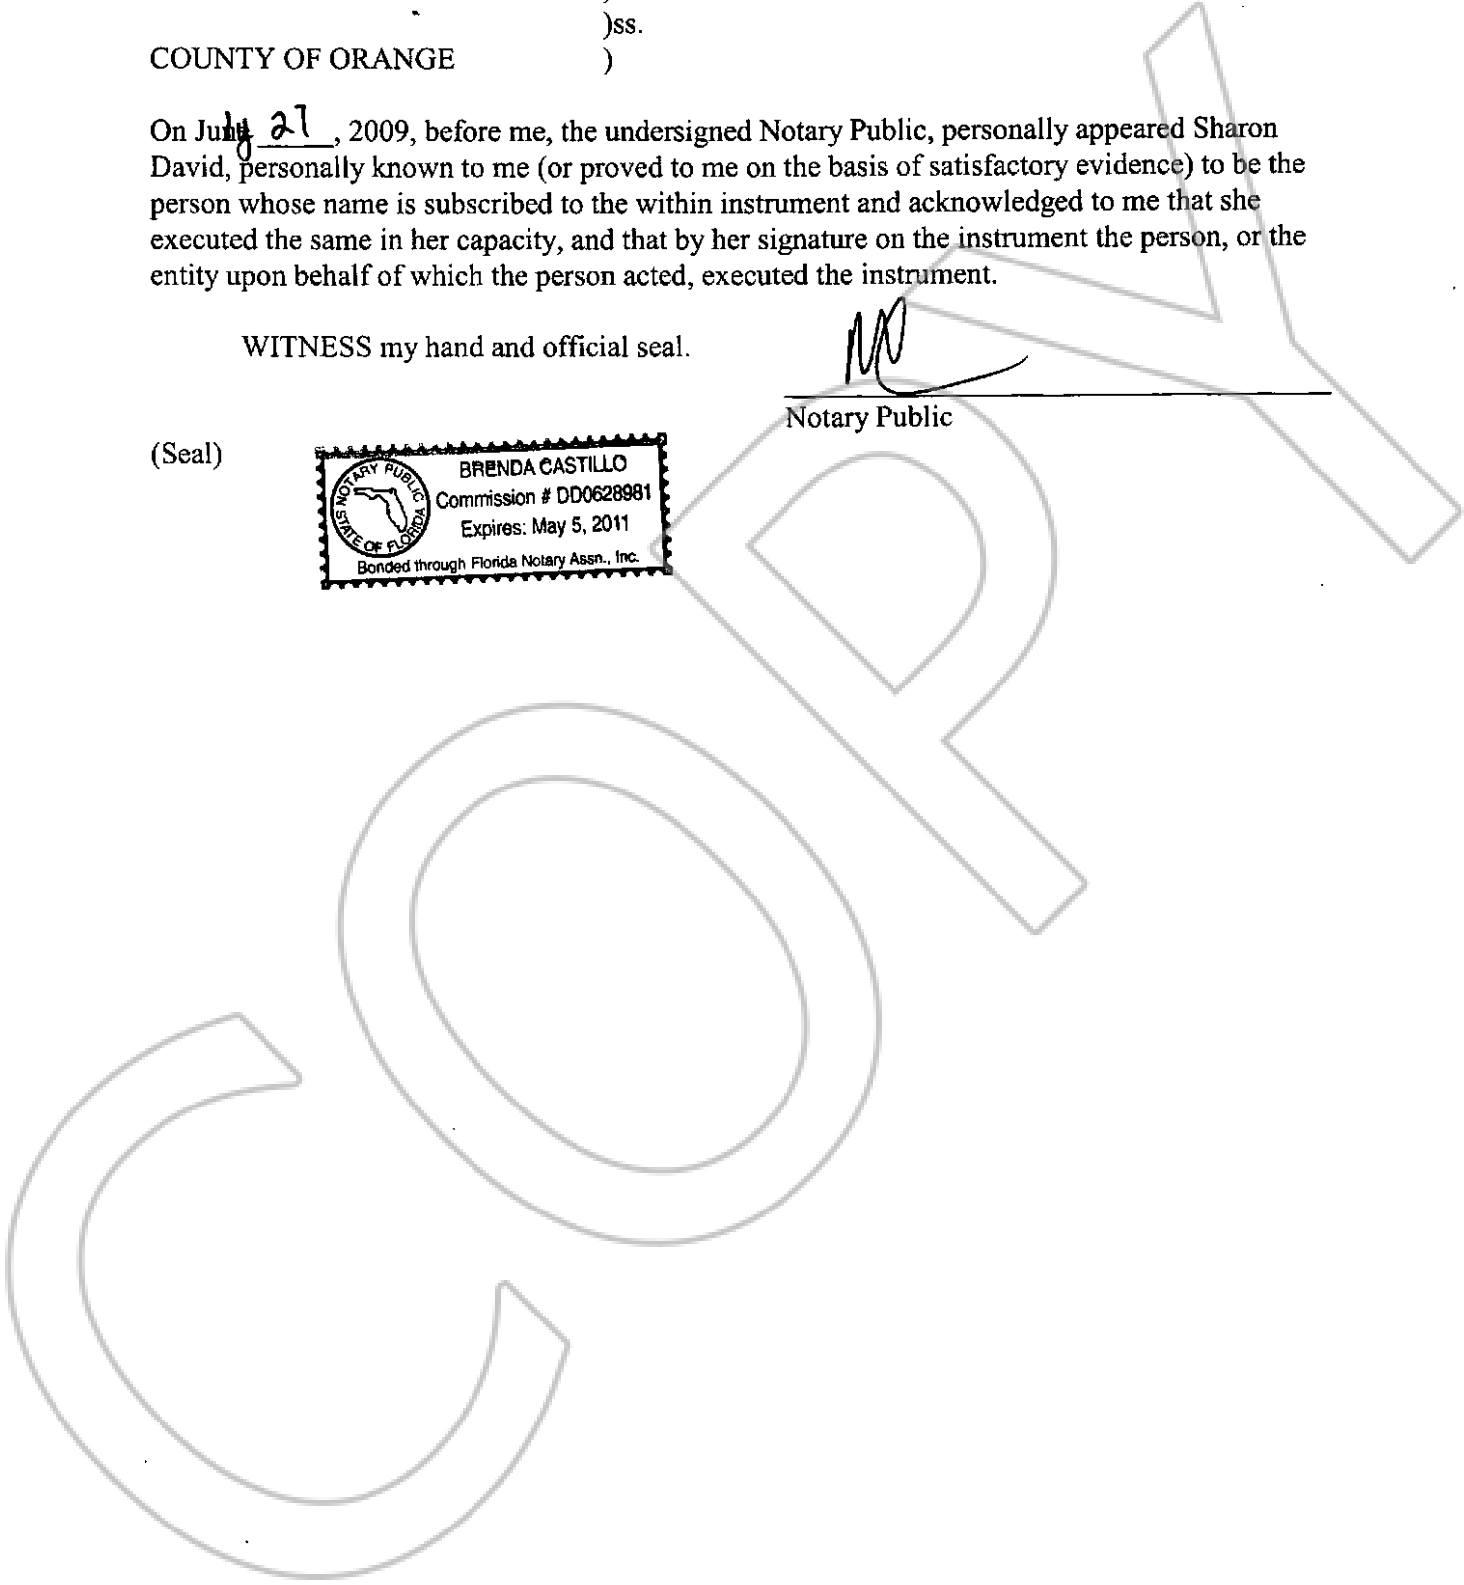 )ss.
COUNTY OF ORANGE )
On July 27, 2009, before me, the undersigned Notary Public, personally appeared Sharon
David, personally known to me (or proved to me on the basis of satisfactory evidence) to be the
person whose name is subscribed to the within instrument and acknowledged to me that she
executed the same in her capacity, and that by her signature on the instrument the person, or the
entity upon behalf of which the person acted, executed the instrument.
WITNESS my hand and official seal.
Notary Public
(Seal)
NOTARY PUBLIC
STATE OF FLORIDA
BRENDA CASTILLO
Commission # DD0628981
Expires: May 5, 2011
Bonded through Florida Notary Assn., Inc.
COPY